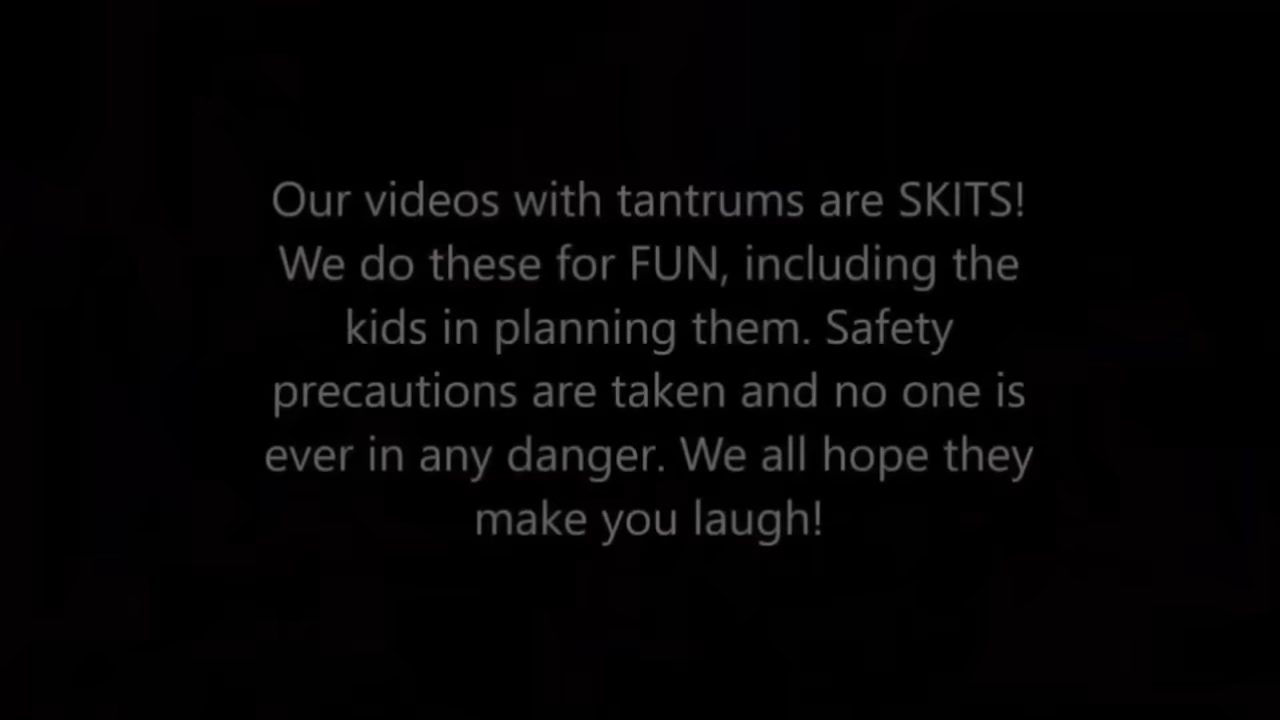 Our videos with tantrums are SKITS!
We do these for FUN, including the
kids in planning them. Safety
precautions are taken and no one is
ever in any danger. We all hope they
make you laugh!